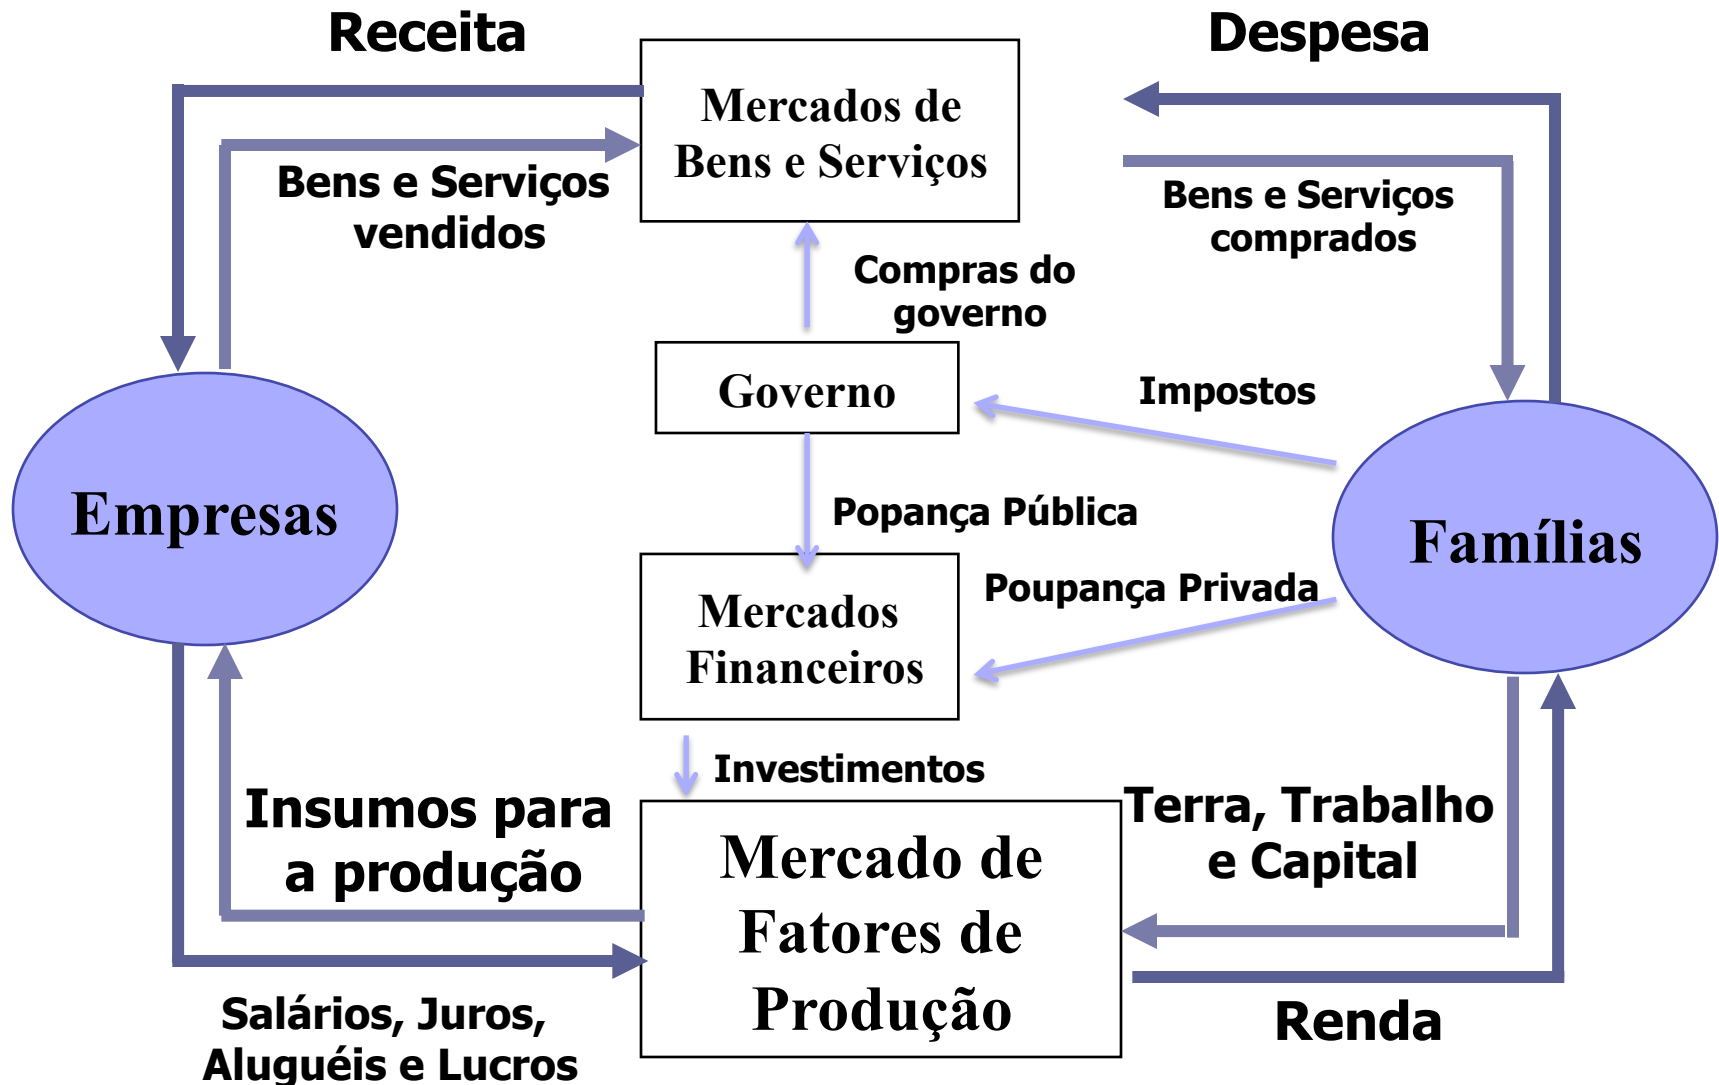 Receita
Despesa
Mercados de
Bens e Serviços
Bens e Serviços
vendidos
Bens e Serviços
comprados
Compras do
governo
Governo
Impostos
Empresas
Famílias
Popança Pública
Poupança Privada
Mercados
Financeiros
Investimentos
Insumos para
a produção
Terra, Trabalho
e Capital
Mercado de
Fatores de
Produção
Salários, Juros,
Aluguéis e Lucros
Renda